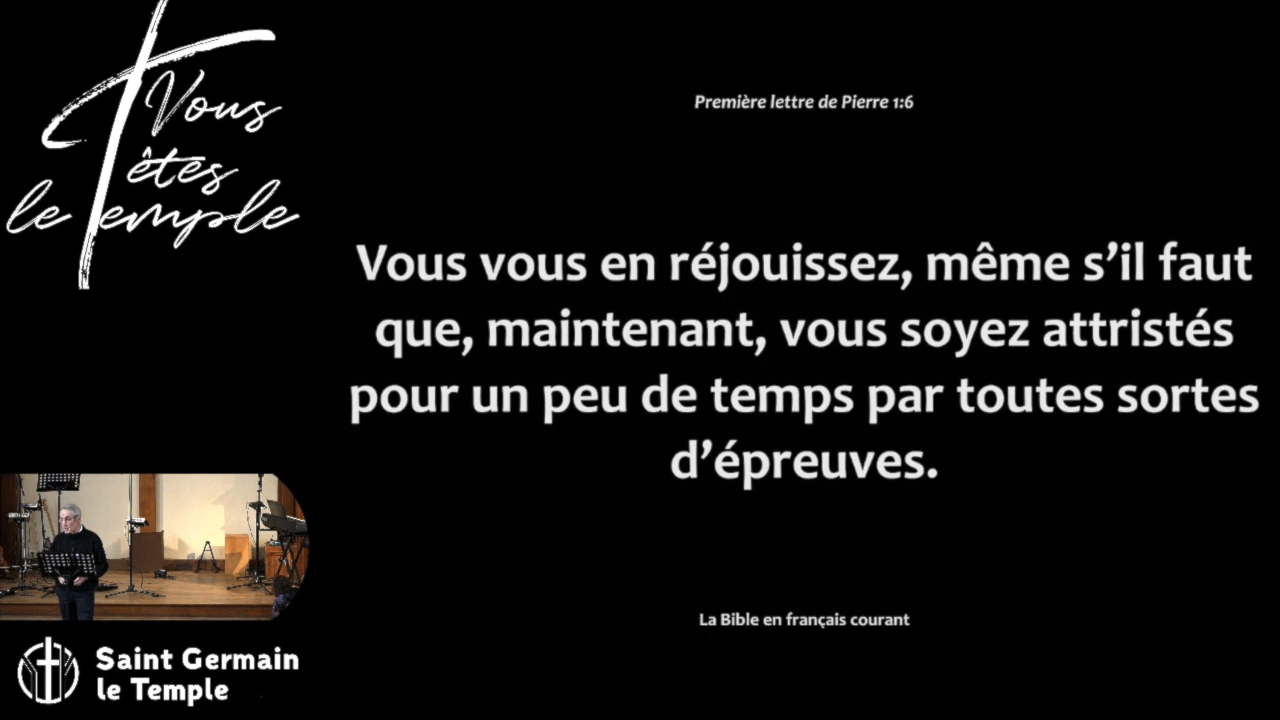 Vous
êtes
le Temple
Première lettre de Pierre 1:6
Vous vous en réjouissez, même s’il faut
que, maintenant, vous soyez attristés
pour un peu de temps par toutes sortes
d’épreuves.
La Bible en français courant
Saint Germain
le Temple